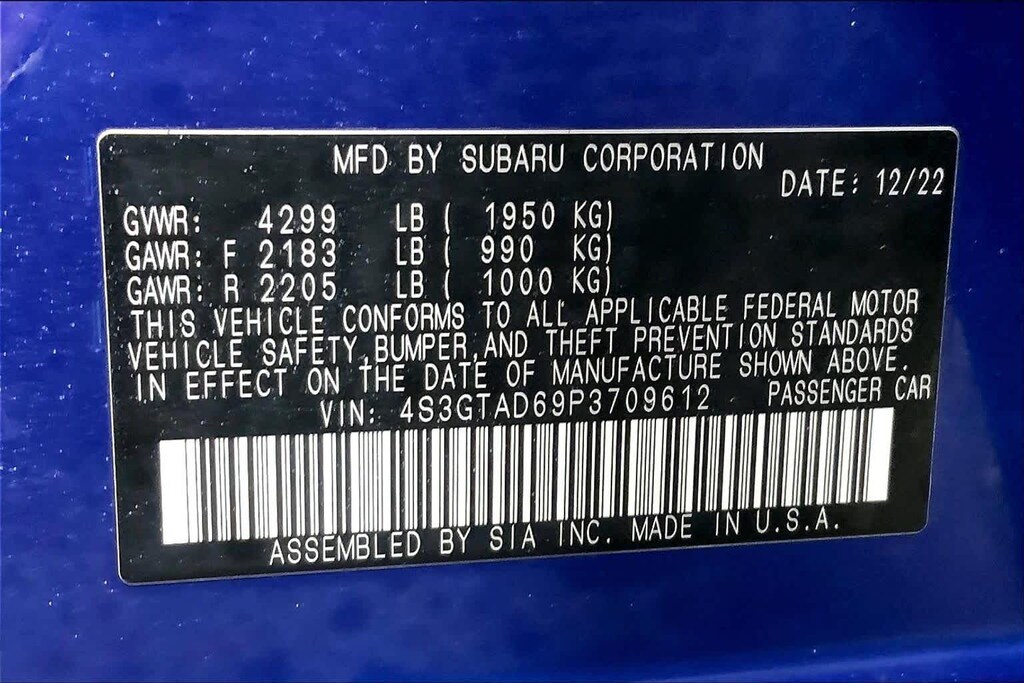 MFD BY SUBARU CORPORATION
DATE: 12/22
GVWR: 4299 LB ( 1950 KG)
GAWR: F 2183 LB ( 990 KG)
GAWR: R 2205 LB ( 1000 KG)
THIS VEHICLE CONFORMS TO ALL APPLICABLE FEDERAL MOTOR
VEHICLE SAFETY,BUMPER,AND THEFT PREVENTION STANDARDS
IN EFFECT ON THE DATE OF MANUFACTURE SHOWN ABOVE.
VIN: 4S3GTAD69P3709612 PASSENGER CAR
ASSEMBLED BY SIA INC. MADE IN U.S.A.